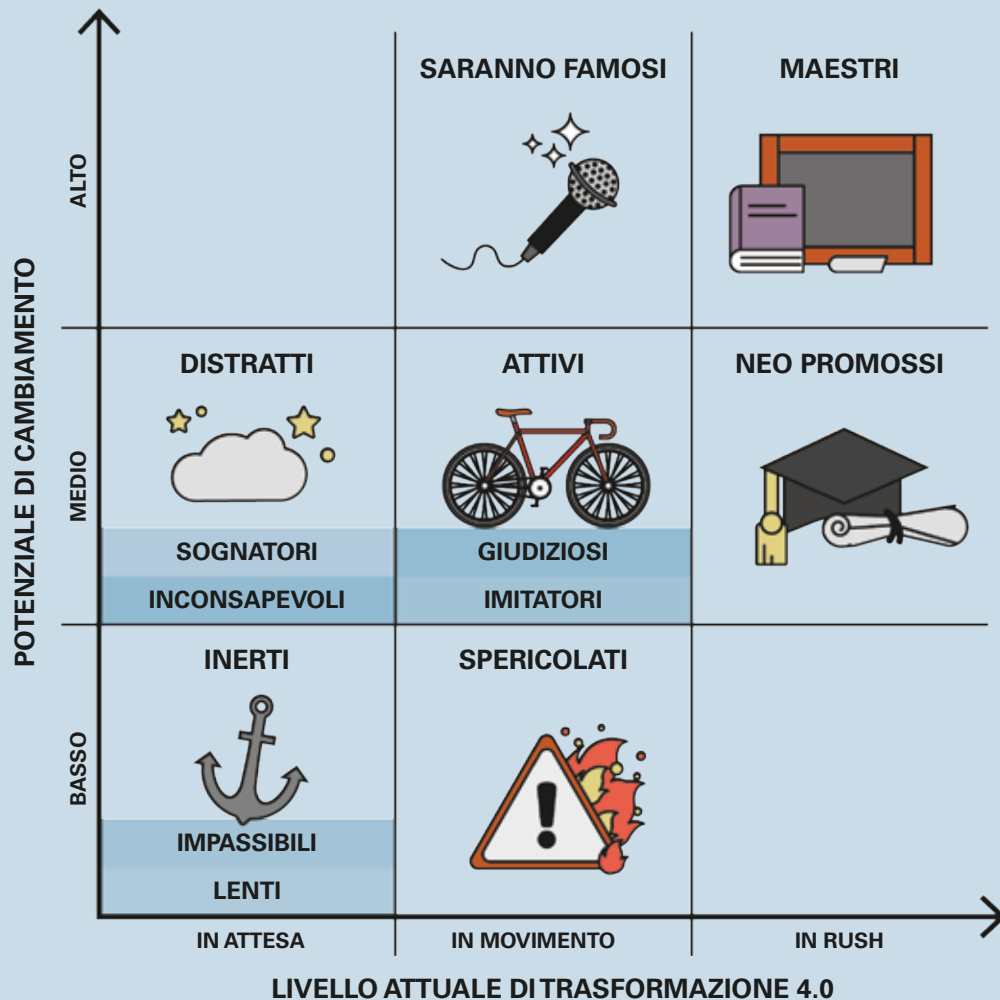 SARANNO FAMOSI
MAESTRI
ALTO
DISTRATTI
ATTIVI
NEO PROMOSSI
MEDIO
SOGNATORI
GIUDIZIOSI
INCONSAPEVOLI
IMITATORI
POTENZIALE DI CAMBIAMENTO
INERTI
SPERICOLATI
BASSO
IMPASSIBILI
LENTI
IN ATTESA
IN MOVIMENTO
IN RUSH
LIVELLO ATTUALE DI TRASFORMAZIONE 4.0